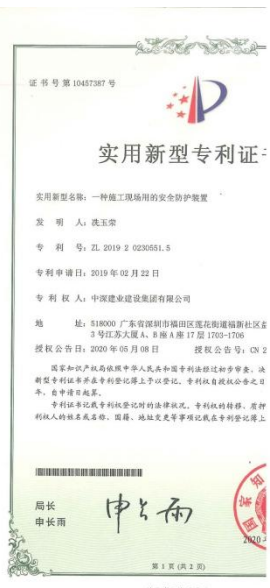 证书号第10457387号
实用新型专利证
实用新型名称：一种施工现场用的安全防护装置
发 明 人：冼玉荣
专 利 号：ZL 2019 2 0230551.5
专利申请日：2019年02月22日
专 利 权 人：中深建业建设集团有限公司
地 址：518000 广东省深圳市福田区莲花街道福新社区益
3号江苏大厦A、B座A座17层1703-1706
授权公告日：2020年05月08日 授权公告号：CN 2
国家知识产权局依照中华人民共和国专利法经过初步审查，决
新型专利证书并在专利登记簿上予以登记。专利权自授权公告之日
年，自申请日起算。
专利证书记载专利权登记时的法律状况。专利权的转移、质押
利权人的姓名或名称、国籍、地址变更等事项记载在专利登记簿上
局长
申长雨
申长雨
国家知
2020
第 1 页 (共 2 页)